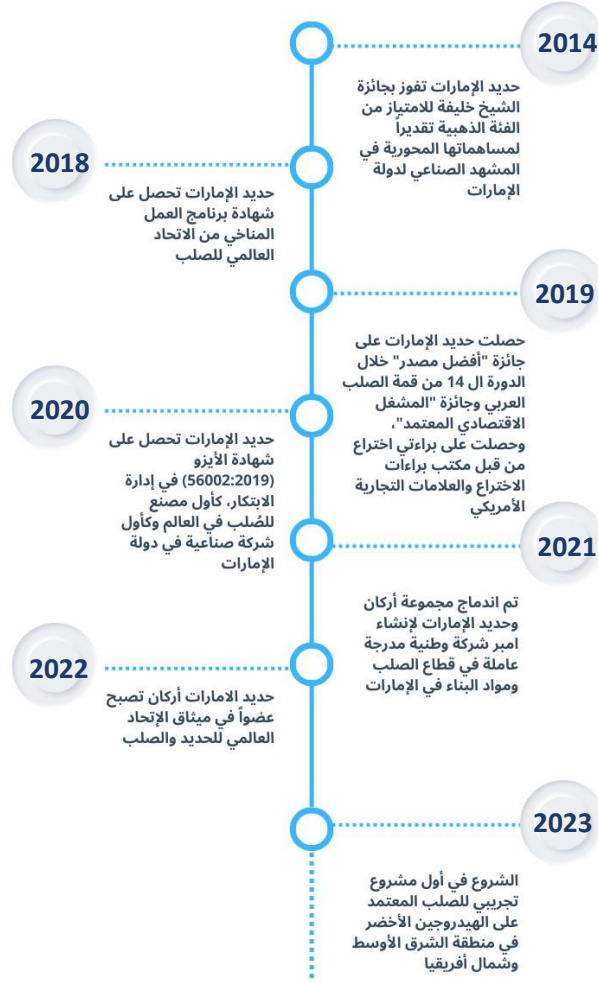 2014
حديد الإمارات تفوز بجائزة
الشيخ خليفة للامتياز من
الفئة الذهبية تقديراً
لمساهماتها المحورية في
المشهد الصناعي لدولة
الإمارات
2018
حديد الإمارات تحصل على
شهادة برنامج العمل
المناخي من الاتحاد
العالمي للصلب
2019
حصلت حديد الإمارات على
جائزة "أفضل مصدر" خلال
الدورة ال 14 من قمة الصلب
العربي وجائزة "المشغل
الاقتصادي المعتمد"،
وحصلت على براءتي اختراع
من قبل مكتب براءات
الاختراع والعلامات التجارية
الأمريكي
2020
حديد الإمارات تحصل على
شهادة الأيزو
(56002:2019) في إدارة
الابتكار، كأول مصنع
للصُلب في العالم وكأول
شركة صناعية في دولة
الإمارات
2021
تم اندماج مجموعة أركان
وحديد الإمارات لإنشاء
امبر شركة وطنية مدرجة
عاملة في قطاع الصلب
ومواد البناء في الإمارات
2022
حديد الامارات أركان تصبح
عضواً في ميثاق الإتحاد
العالمي للحديد والصلب
2023
الشروع في أول مشروع
تجريبي للصلب المعتمد
على الهيدروجين الأخضر
في منطقة الشرق الأوسط
وشمال أفريقيا